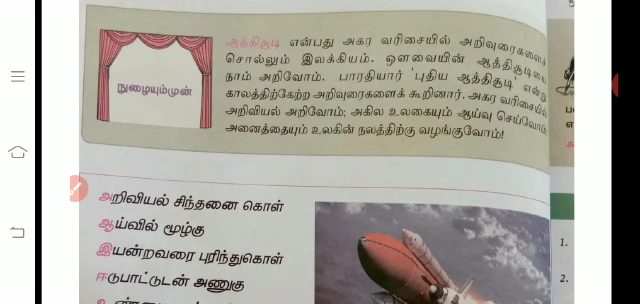 நுழையும்முன்
ஆத்திசூடி என்பது அகர வரிசையில் அறிவுரைகளைச்
சொல்லும் இலக்கியம். ஔவையின் ஆத்திசூடியை
நாம் அறிவோம். பாரதியார் 'புதிய ஆத்திசூடி' என்று
காலத்திற்கேற்ற அறிவுரைகளைக் கூறினார். அகர வரிசையில்
அறிவியல் அறிவோம்; அகில உலகையும் ஆய்வு செய்வோம்;
அனைத்தையும் உலகின் நலத்திற்கு வழங்குவோம்!
அறிவியல் சிந்தனை கொள்
ஆய்வில் மூழ்கு
இயன்றவரை புரிந்துகொள்
ஈடுபாட்டுடன் அணுகு
1.
2.